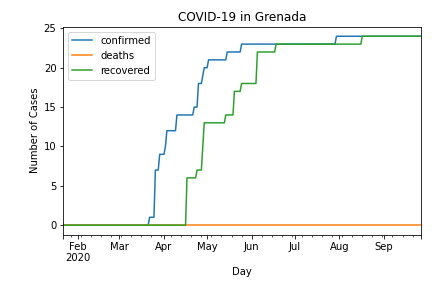 COVID-19 in Grenada
confirmed
deaths
recovered
Number of Cases
25
20
15
10
5
0
Feb Mar Apr May Jun Jul Aug Sep
2020
Day